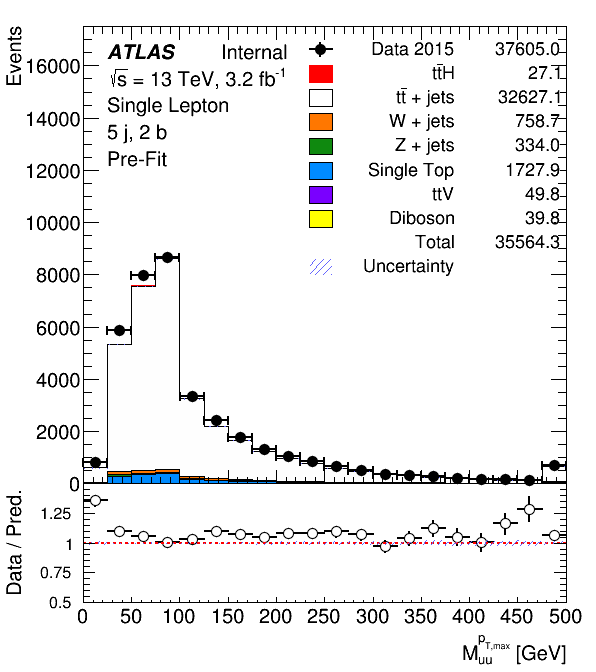 ATLAS Internal
√s = 13 TeV, 3.2 fb⁻¹
Single Lepton
5 j, 2 b
Pre-Fit
Data 2015 37605.0
tt̄H 27.1
tt̄ + jets 32627.1
W + jets 758.7
Z + jets 334.0
Single Top 1727.9
ttV 49.8
Diboson 39.8
Total 35564.3
Uncertainty
Events
16000
14000
12000
10000
8000
6000
4000
2000
0
Data / Pred.
1.25
1
0.75
0.5
0 50 100 150 200 250 300 350 400 450 500
M_uu^{p_T,max} [GeV]